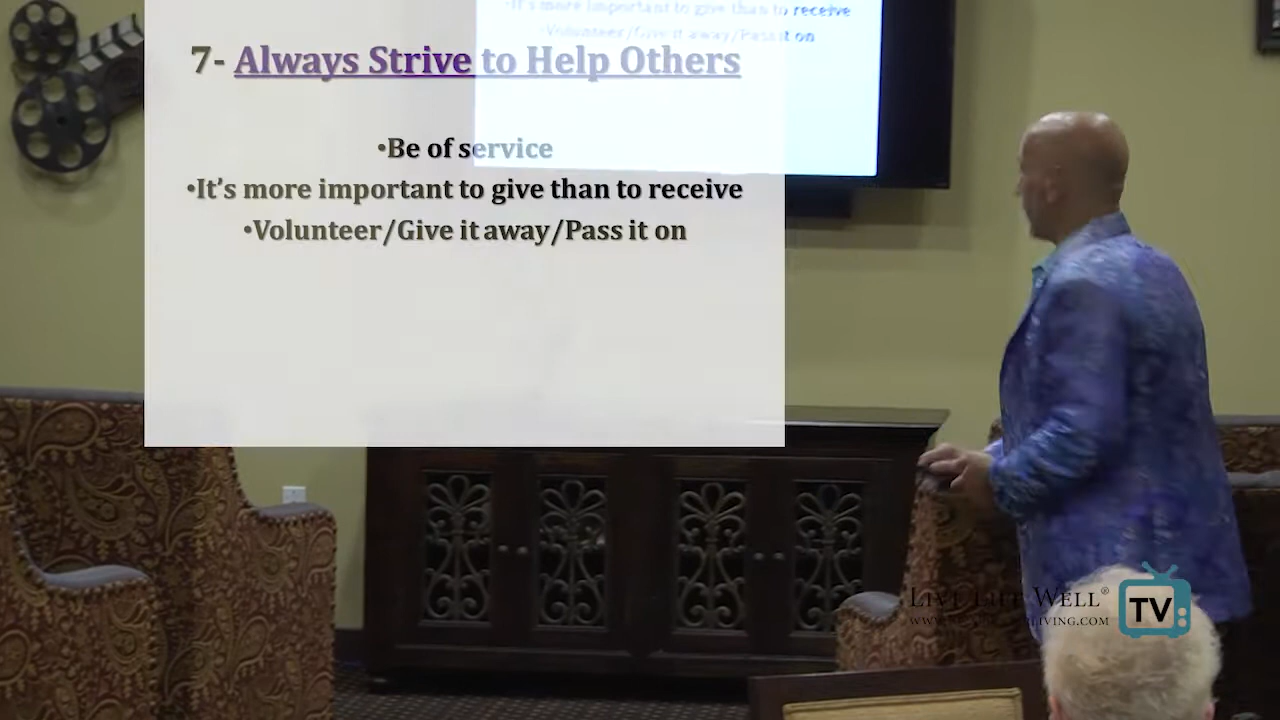 •It's more important to give than to receive
•Volunteer/Give it away/Pass it on
7- Always Strive to Help Others
•Be of service
•It's more important to give than to receive
•Volunteer/Give it away/Pass it on
LIVE LIFE WELL®
TV